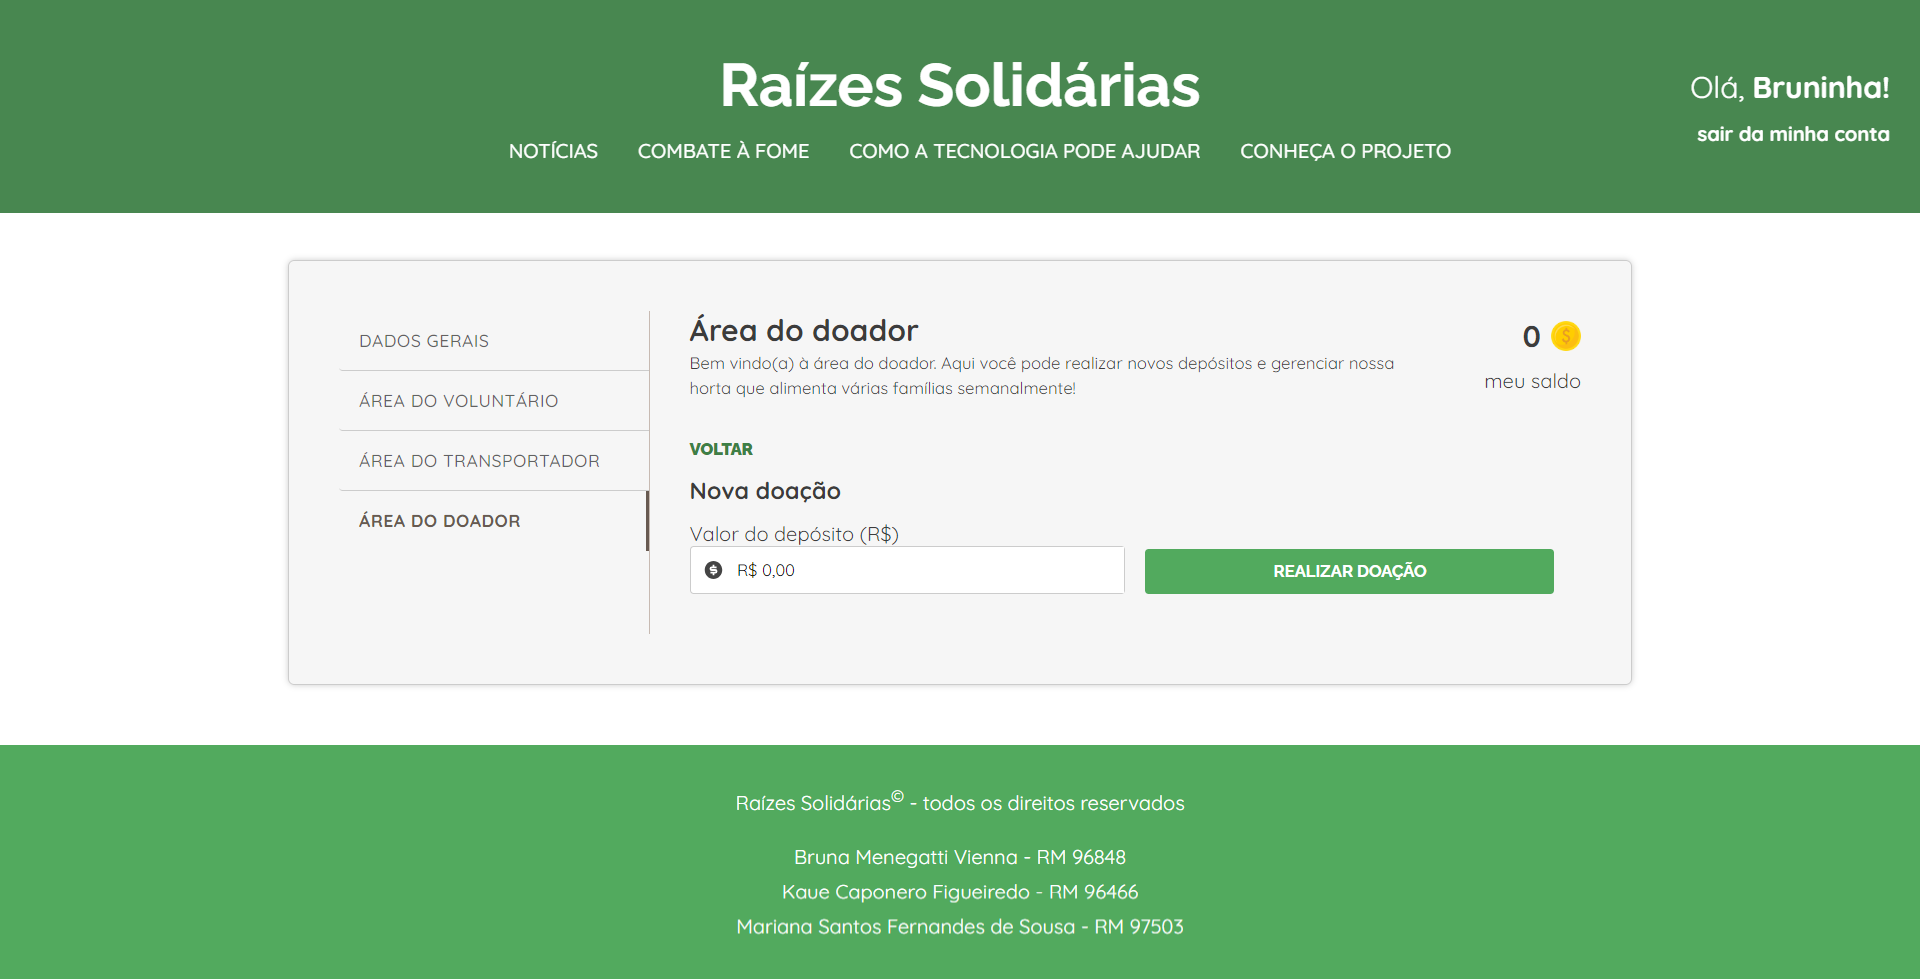 Raízes Solidárias
NOTÍCIAS COMBATE À FOME COMO A TECNOLOGIA PODE AJUDAR CONHEÇA O PROJETO
Olá, Bruninha!
sair da minha conta
DADOS GERAIS
ÁREA DO VOLUNTÁRIO
ÁREA DO TRANSPORTADOR
ÁREA DO DOADOR
Área do doador
Bem vindo(a) à área do doador. Aqui você pode realizar novos depósitos e gerenciar nossa
horta que alimenta várias famílias semanalmente!
0 $
meu saldo
VOLTAR
Nova doação
Valor do depósito (R$)
$ R$ 0,00
REALIZAR DOAÇÃO
Raízes Solidárias© - todos os direitos reservados
Bruna Menegatti Vienna - RM 96848
Kaue Caponero Figueiredo - RM 96466
Mariana Santos Fernandes de Sousa - RM 97503